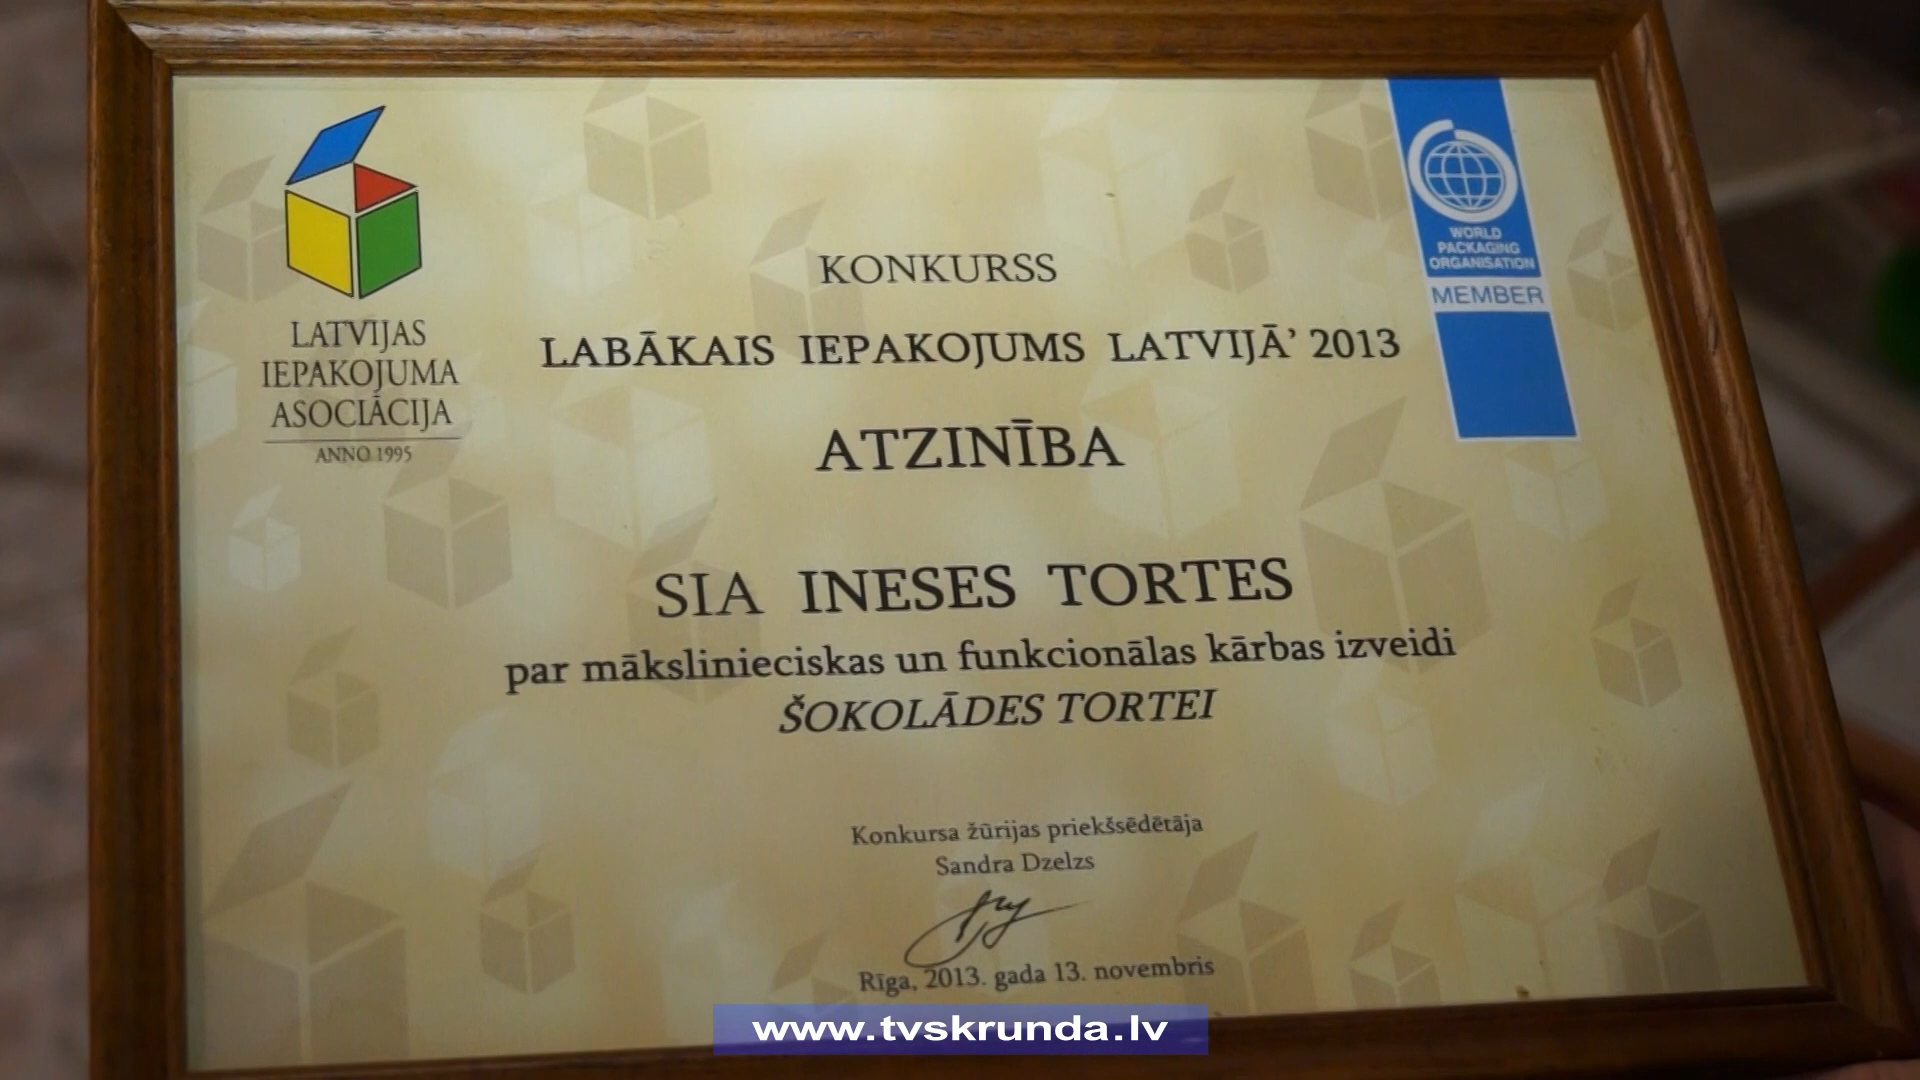 LATVIJAS
IEPAKOJUMA
ASOCIĀCIJA
ANNO 1995
WORLD
PACKAGING
ORGANISATION
MEMBER
KONKURSS
LABĀKAIS IEPAKOJUMS LATVIJĀ' 2013
ATZINĪBA
SIA INESES TORTES
par mākslinieciskas un funkcionālas kārbas izveidi
ŠOKOLĀDES TORTEI
Konkursa žūrijas priekšsēdētāja
Sandra Dzelzs
Rīga, 2013. gada 13. novembris
www.tvskrunda.lv